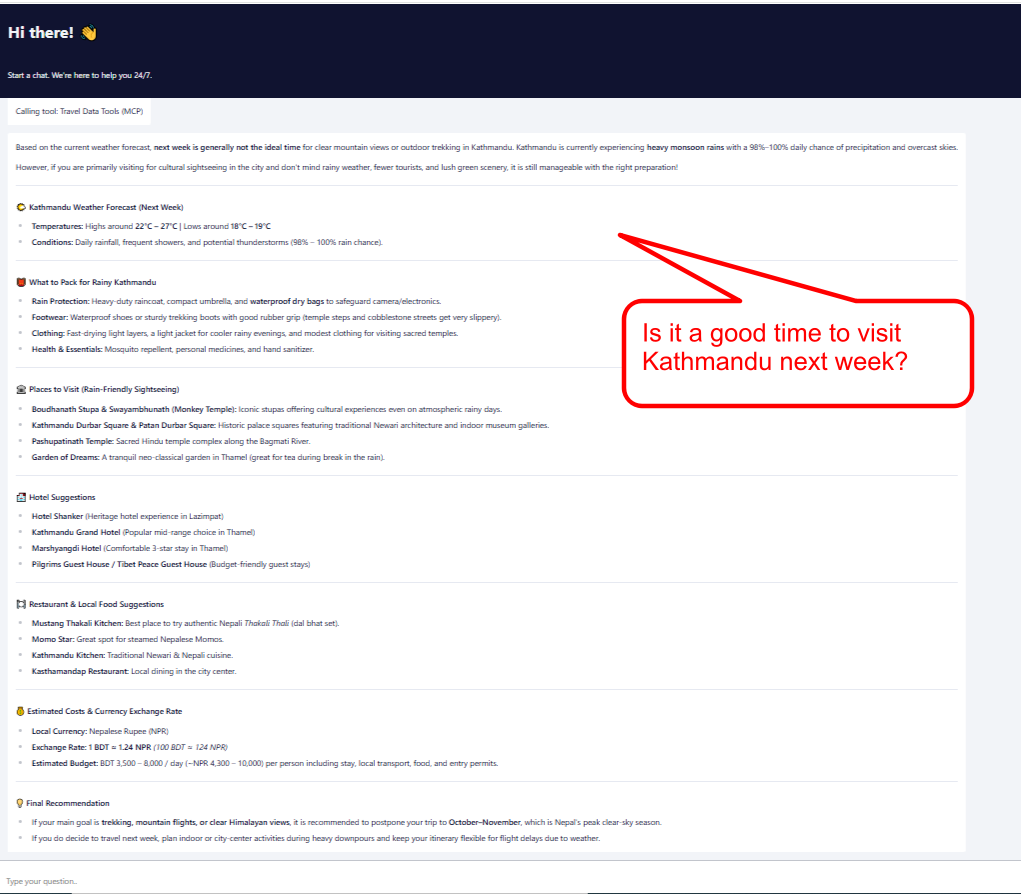 Hi there! 👋
Start a chat. We're here to help you 24/7.
Calling tool: Travel Data Tools (MCP)
Based on the current weather forecast, next week is generally not the ideal time for clear mountain views or outdoor trekking in Kathmandu. Kathmandu is currently experiencing heavy monsoon rains with a 98%–100% daily chance of precipitation and overcast skies.
However, if you are primarily visiting for cultural sightseeing in the city and don't mind rainy weather, fewer tourists, and lush green scenery, it is still manageable with the right preparation!
Kathmandu Weather Forecast (Next Week)
Temperatures: Highs around 22°C – 27°C | Lows around 18°C – 19°C
Conditions: Daily rainfall, frequent showers, and potential thunderstorms (98% – 100% rain chance).
Is it a good time to visit
Kathmandu next week?
What to Pack for Rainy Kathmandu
Rain Protection: Heavy-duty raincoat, compact umbrella, and waterproof dry bags to safeguard camera/electronics.
Footwear: Waterproof shoes or sturdy trekking boots with good rubber grip (temple steps and cobblestone streets get very slippery).
Clothing: Fast-drying light layers, a light jacket for cooler rainy evenings, and modest clothing for visiting sacred temples.
Health & Essentials: Mosquito repellent, personal medicines, and hand sanitizer.
Places to Visit (Rain-Friendly Sightseeing)
Boudhanath Stupa & Swayambhunath (Monkey Temple): Iconic stupas offering cultural experiences even on atmospheric rainy days.
Kathmandu Durbar Square & Patan Durbar Square: Historic palace squares featuring traditional Newari architecture and indoor museum galleries.
Pashupatinath Temple: Sacred Hindu temple complex along the Bagmati River.
Garden of Dreams: A tranquil neo-classical garden in Thamel (great for tea during break in the rain).
Hotel Suggestions
Hotel Shanker (Heritage hotel experience in Lazimpat)
Kathmandu Grand Hotel (Popular mid-range choice in Thamel)
Marshyangdi Hotel (Comfortable 3-star stay in Thamel)
Pilgrims Guest House / Tibet Peace Guest House (Budget-friendly guest stays)
Restaurant & Local Food Suggestions
Mustang Thakali Kitchen: Best place to try authentic Nepali Thakali Thali (dal bhat set).
Momo Star: Great spot for steamed Nepalese Momos.
Kathmandu Kitchen: Traditional Newari & Nepali cuisine.
Kasthamandap Restaurant: Local dining in the city center.
Estimated Costs & Currency Exchange Rate
Local Currency: Nepalese Rupee (NPR)
Exchange Rate: 1 BDT ≈ 1.24 NPR (100 BDT ≈ 124 NPR)
Estimated Budget: BDT 3,500 – 8,000 / day (~NPR 4,300 – 10,000) per person including stay, local transport, food, and entry permits.
Final Recommendation
If your main goal is trekking, mountain flights, or clear Himalayan views, it is recommended to postpone your trip to October–November, which is Nepal's peak clear-sky season.
If you do decide to travel next week, plan indoor or city-center activities during heavy downpours and keep your itinerary flexible for flight delays due to weather.
Type your question..